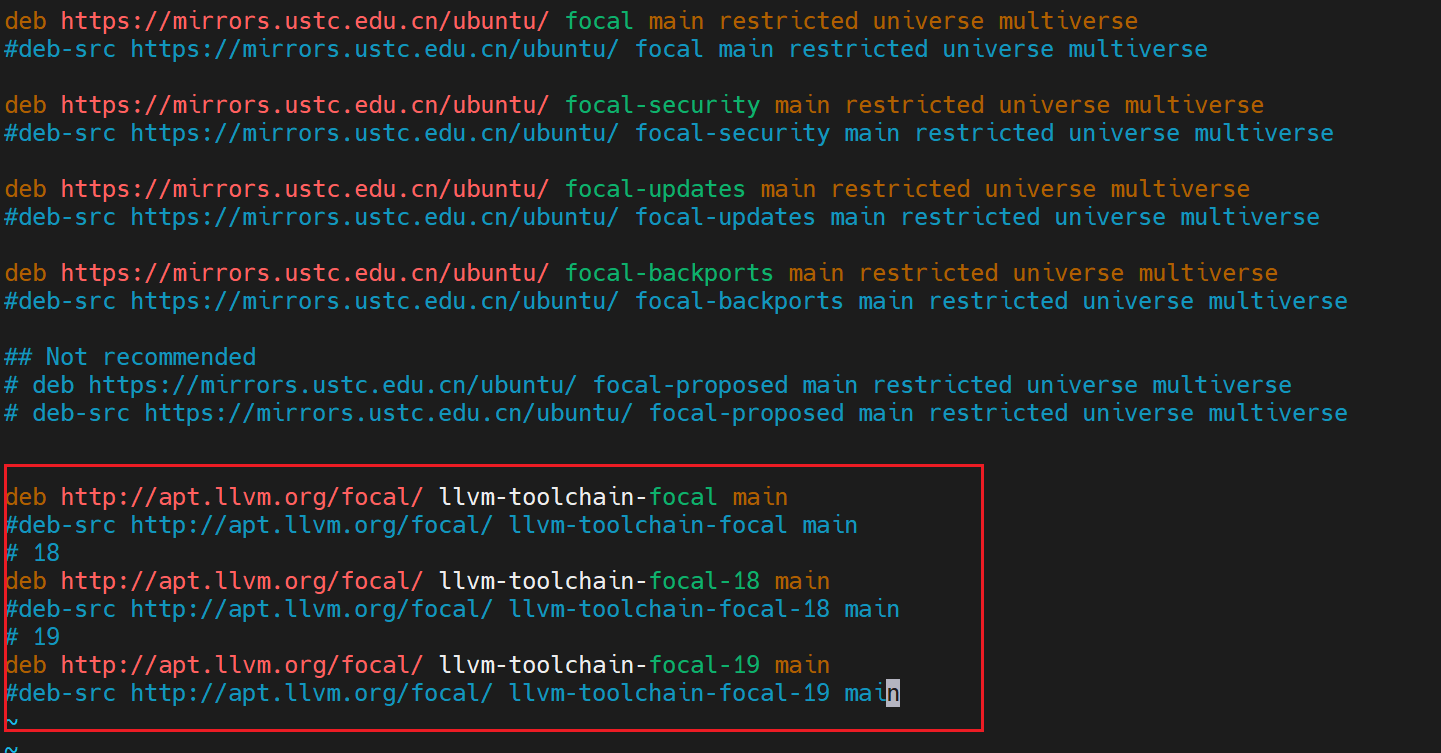 deb https://mirrors.ustc.edu.cn/ubuntu/ focal main restricted universe multiverse
#deb-src https://mirrors.ustc.edu.cn/ubuntu/ focal main restricted universe multiverse
deb https://mirrors.ustc.edu.cn/ubuntu/ focal-security main restricted universe multiverse
#deb-src https://mirrors.ustc.edu.cn/ubuntu/ focal-security main restricted universe multiverse
deb https://mirrors.ustc.edu.cn/ubuntu/ focal-updates main restricted universe multiverse
#deb-src https://mirrors.ustc.edu.cn/ubuntu/ focal-updates main restricted universe multiverse
deb https://mirrors.ustc.edu.cn/ubuntu/ focal-backports main restricted universe multiverse
#deb-src https://mirrors.ustc.edu.cn/ubuntu/ focal-backports main restricted universe multiverse
## Not recommended
# deb https://mirrors.ustc.edu.cn/ubuntu/ focal-proposed main restricted universe multiverse
# deb-src https://mirrors.ustc.edu.cn/ubuntu/ focal-proposed main restricted universe multiverse
deb http://apt.llvm.org/focal/ llvm-toolchain-focal main
#deb-src http://apt.llvm.org/focal/ llvm-toolchain-focal main
# 18
deb http://apt.llvm.org/focal/ llvm-toolchain-focal-18 main
#deb-src http://apt.llvm.org/focal/ llvm-toolchain-focal-18 main
# 19
deb http://apt.llvm.org/focal/ llvm-toolchain-focal-19 main
#deb-src http://apt.llvm.org/focal/ llvm-toolchain-focal-19 main
~
~